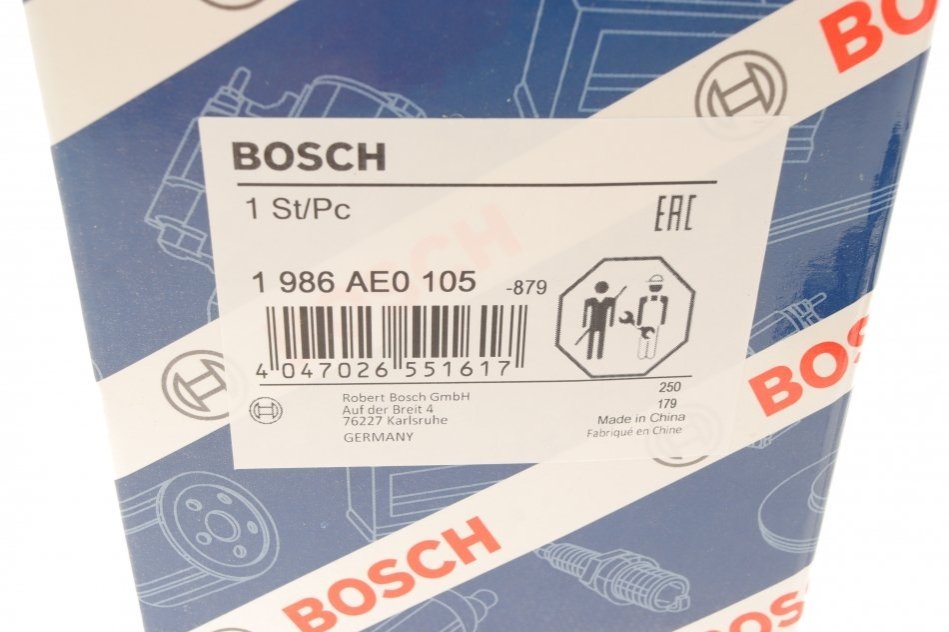 BOSCH
BOSCH
1 St/Pc
EAC
BOSCH
1 986 AE0 105 -879
4 047026 551617
BOS
Robert Bosch GmbH
Auf der Breit 4
76227 Karlsruhe
GERMANY
250
179
Made in China
Fabriqué en Chine
BOSCH
BOS